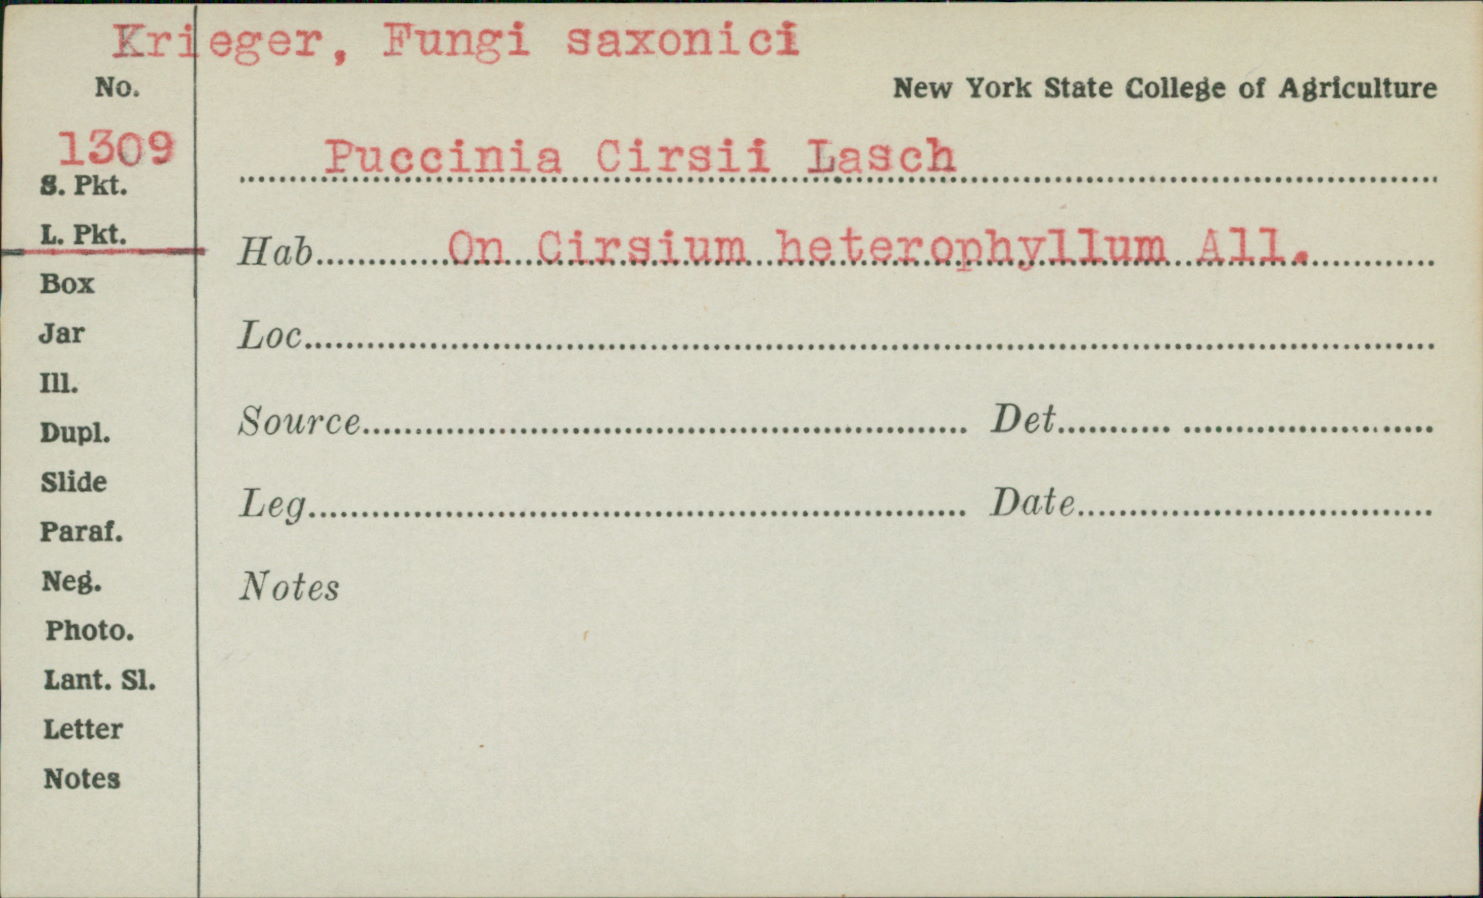 Krieger, Fungi saxonici
No.
New York State College of Agriculture
1309
Puccinia Cirsii Lasch
S. Pkt.
L. Pkt.
Hab. On Cirsium heterophyllum All.
Box
Jar
Loc.
Ill.
Dupl.
Source Det.
Slide
Leg. Date
Paraf.
Neg.
Notes
Photo.
Lant. Sl.
Letter
Notes